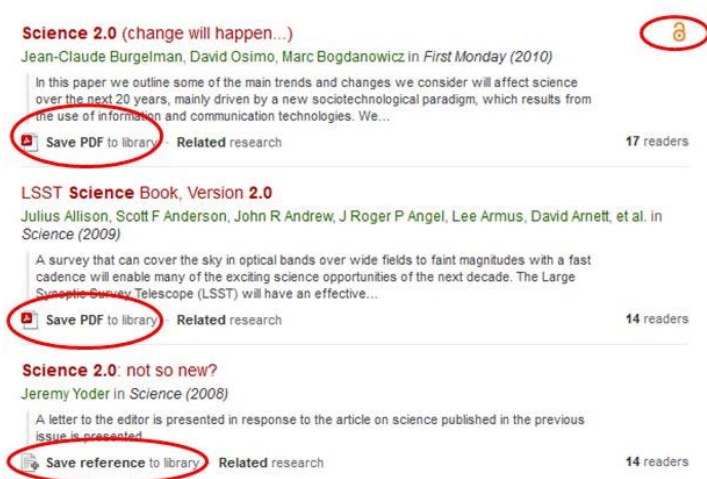 Science 2.0 (change will happen...)
Jean-Claude Burgelman, David Osimo, Marc Bogdanowicz in First Monday (2010)
In this paper we outline some of the main trends and changes we consider will affect science
over the next 20 years, mainly driven by a new sociotechnological paradigm, which results from
the use of information and communication technologies. We...
Save PDF to library · Related research 17 readers
LSST Science Book, Version 2.0
Julius Allison, Scott F Anderson, John R Andrew, J Roger P Angel, Lee Armus, David Arnett, et al. in
Science (2009)
A survey that can cover the sky in optical bands over wide fields to faint magnitudes with a fast
cadence will enable many of the exciting science opportunities of the next decade. The Large
Synoptic Survey Telescope (LSST) will have an effective...
Save PDF to library · Related research 14 readers
Science 2.0: not so new?
Jeremy Yoder in Science (2008)
A letter to the editor is presented in response to the article on science published in the previous
issue is presented.
Save reference to library · Related research 14 readers